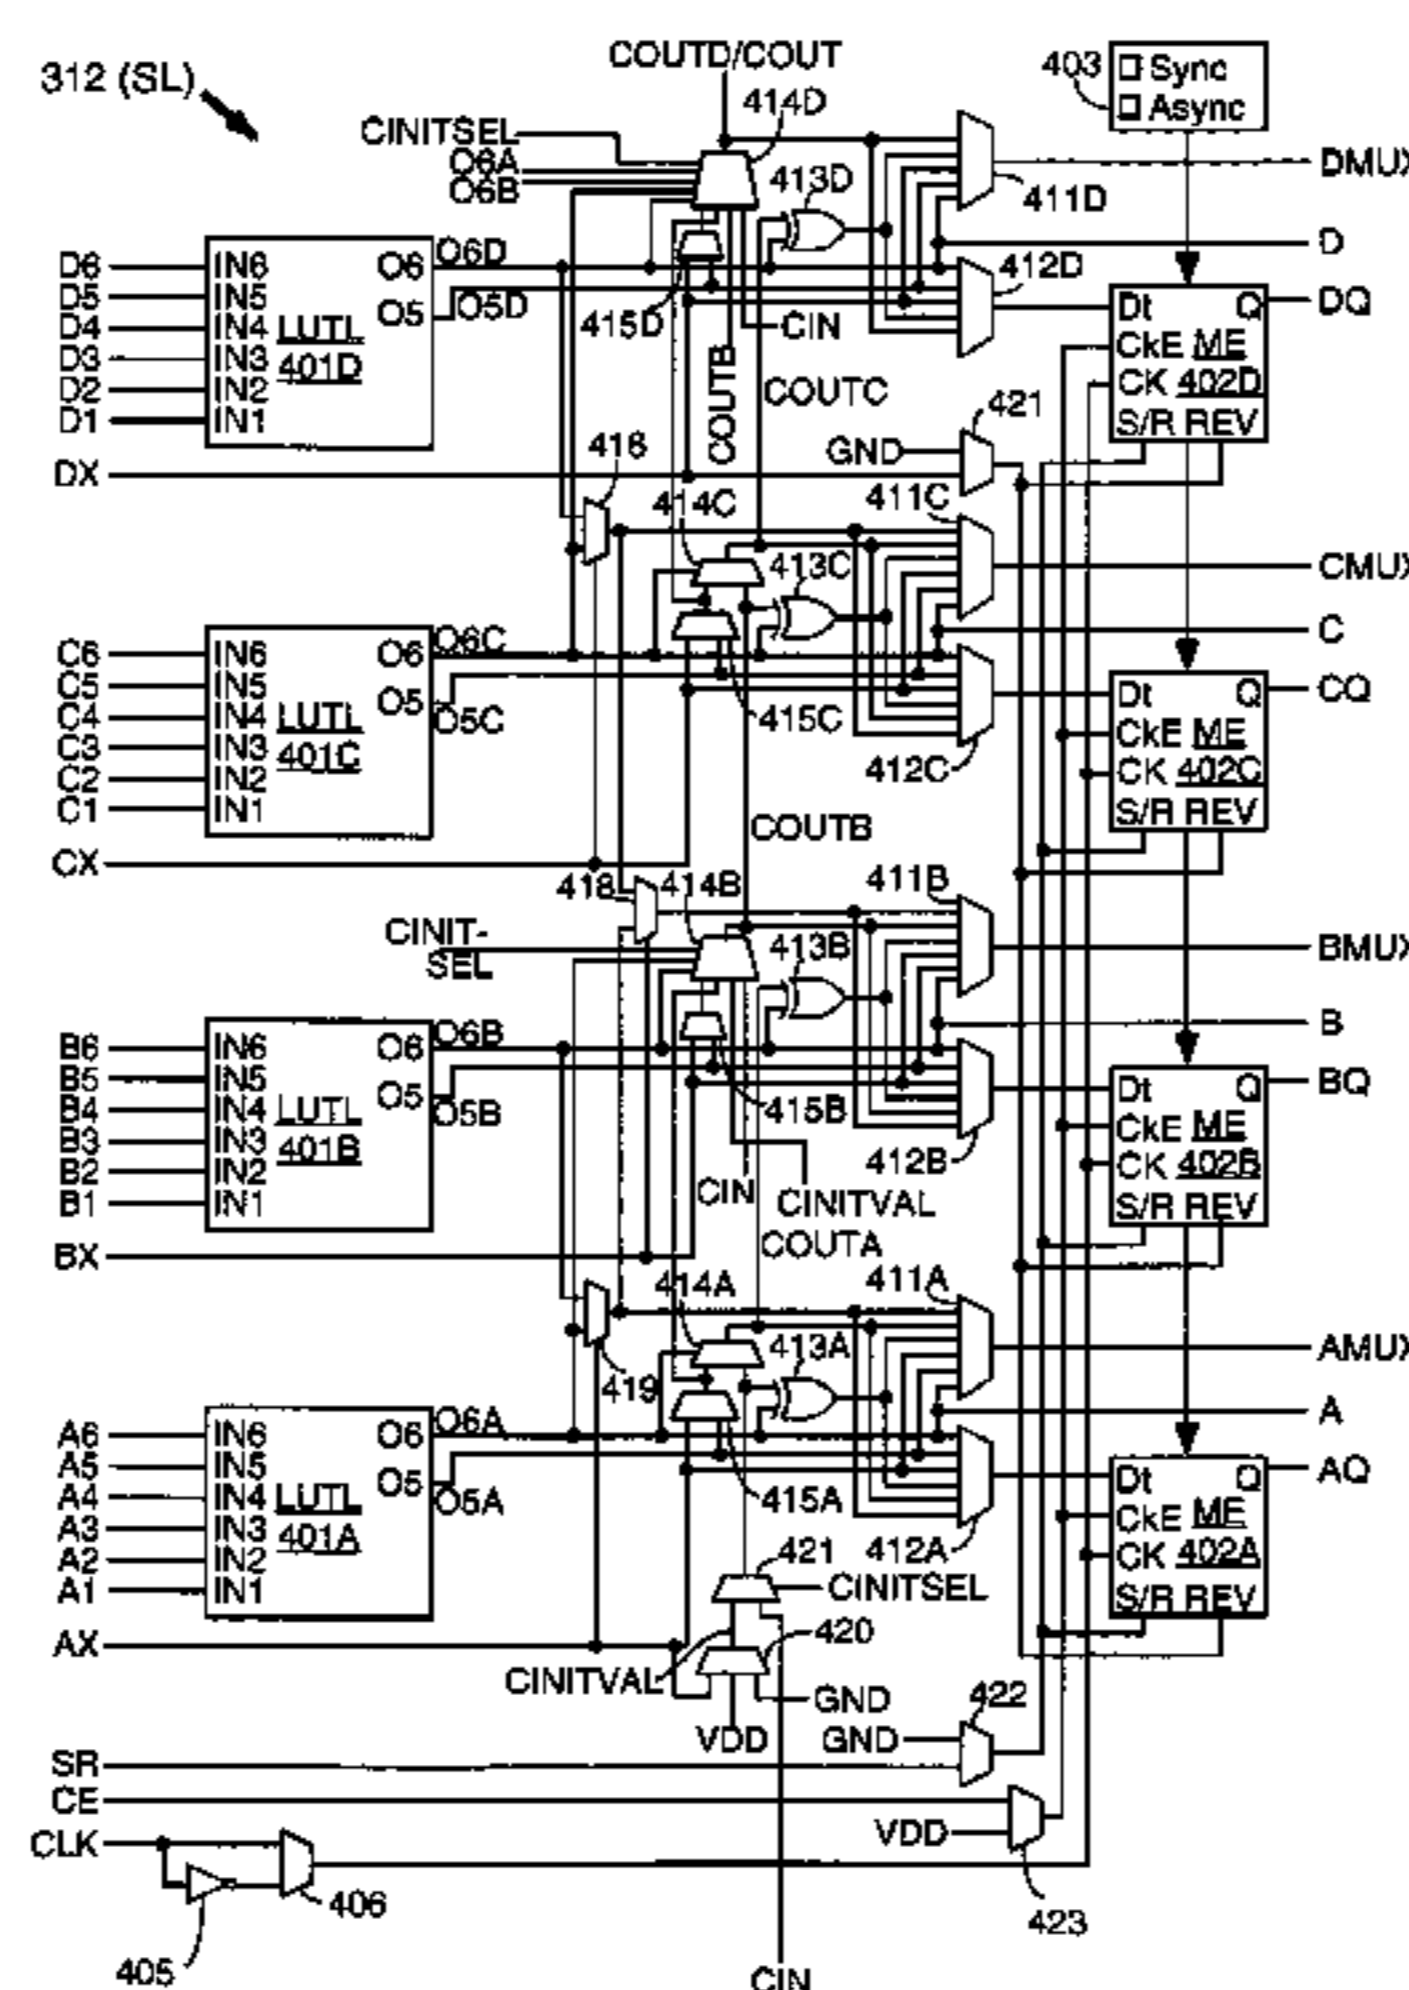 COUTD/COUT
312 (SL)
CINITSEL
O6A
O6B
414D
413D
403
Sync
Async
DMUX
411D
D
D6
D5
D4
D3
D2
D1
IN6
IN5
IN4
IN3
IN2
IN1
LUTL
401D
O6
O5
O6D
O5D
415D
CIN
COUTB
COUTC
412D
Dt
Q
CkE ME
CK 402D
S/R REV
DQ
DX
416
GND
421
414C
411C
413C
CMUX
C
C6
C5
C4
C3
C2
C1
IN6
IN5
IN4
IN3
IN2
IN1
LUTL
401C
O6
O5
O6C
O5C
415C
412C
Dt
Q
CkE ME
CK 402C
S/R REV
CQ
CX
COUTB
418
414B
411B
CINIT-
SEL
413B
BMUX
B
B6
B5
B4
B3
B2
B1
IN6
IN5
IN4
IN3
IN2
IN1
LUTL
401B
O6
O5
O6B
O5B
415B
412B
CIN
CINITVAL
Dt
Q
CkE ME
CK 402B
S/R REV
BQ
BX
COUTA
414A
411A
413A
419
AMUX
A
A6
A5
A4
A3
A2
A1
IN6
IN5
IN4
IN3
IN2
IN1
LUTL
401A
O6
O5
O6A
O5A
415A
412A
Dt
Q
CkE ME
CK 402A
S/R REV
AQ
421
CINITSEL
AX
420
CINITVAL
GND
VDD
GND
422
SR
CE
VDD
CLK
406
423
405
CIN